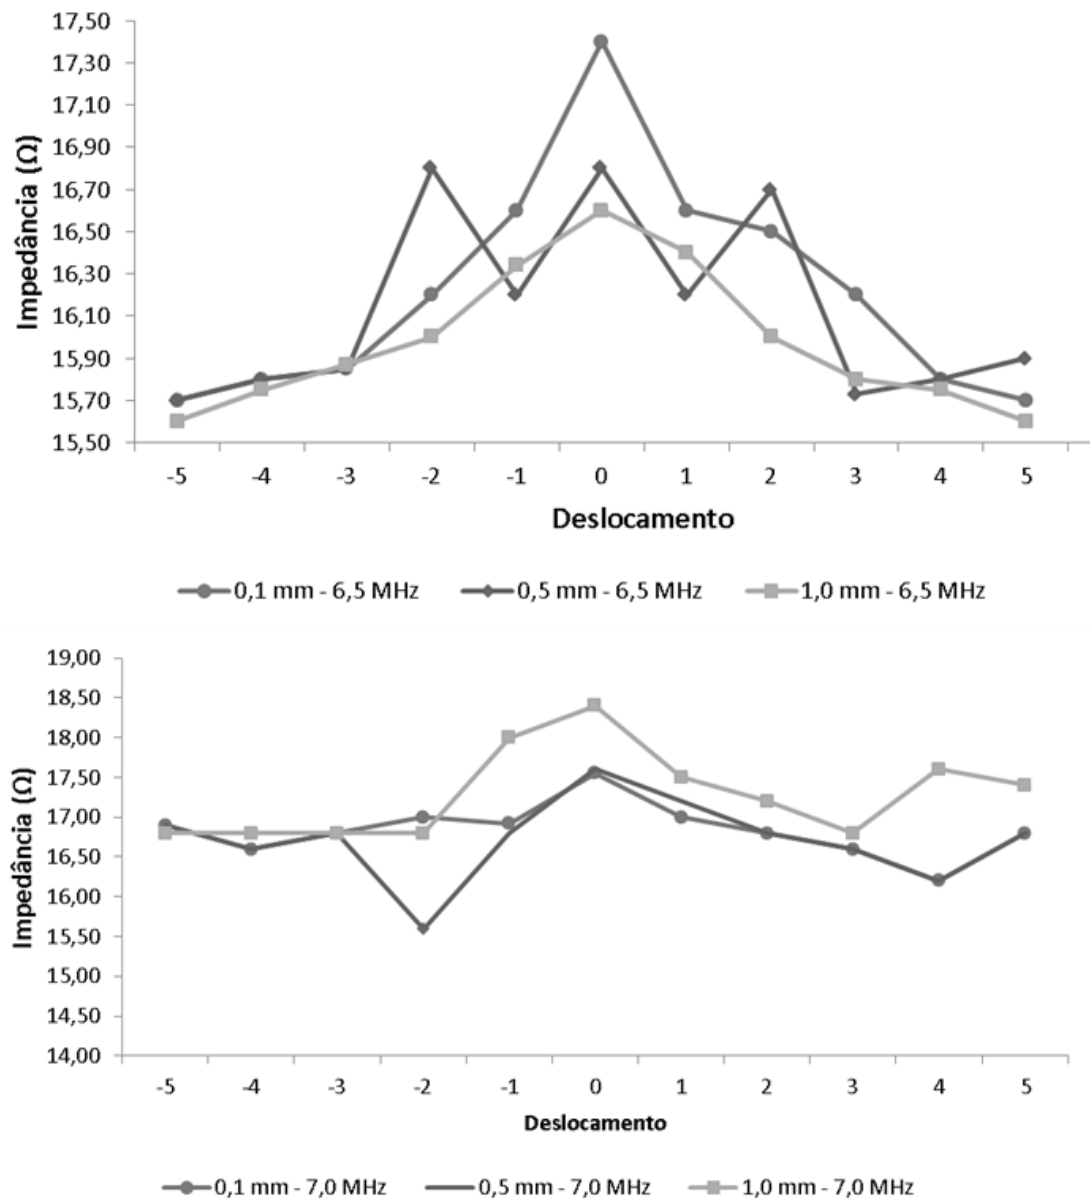 17,50
17,30
17,10
16,90
16,70
16,50
16,30
16,10
15,90
15,70
15,50
Impedância (Ω)
-5 -4 -3 -2 -1 0 1 2 3 4 5
Deslocamento
0,1 mm - 6,5 MHz 0,5 mm - 6,5 MHz 1,0 mm - 6,5 MHz
19,00
18,50
18,00
17,50
17,00
16,50
16,00
15,50
15,00
14,50
14,00
Impedância (Ω)
-5 -4 -3 -2 -1 0 1 2 3 4 5
Deslocamento
0,1 mm - 7,0 MHz 0,5 mm - 7,0 MHz 1,0 mm - 7,0 MHz